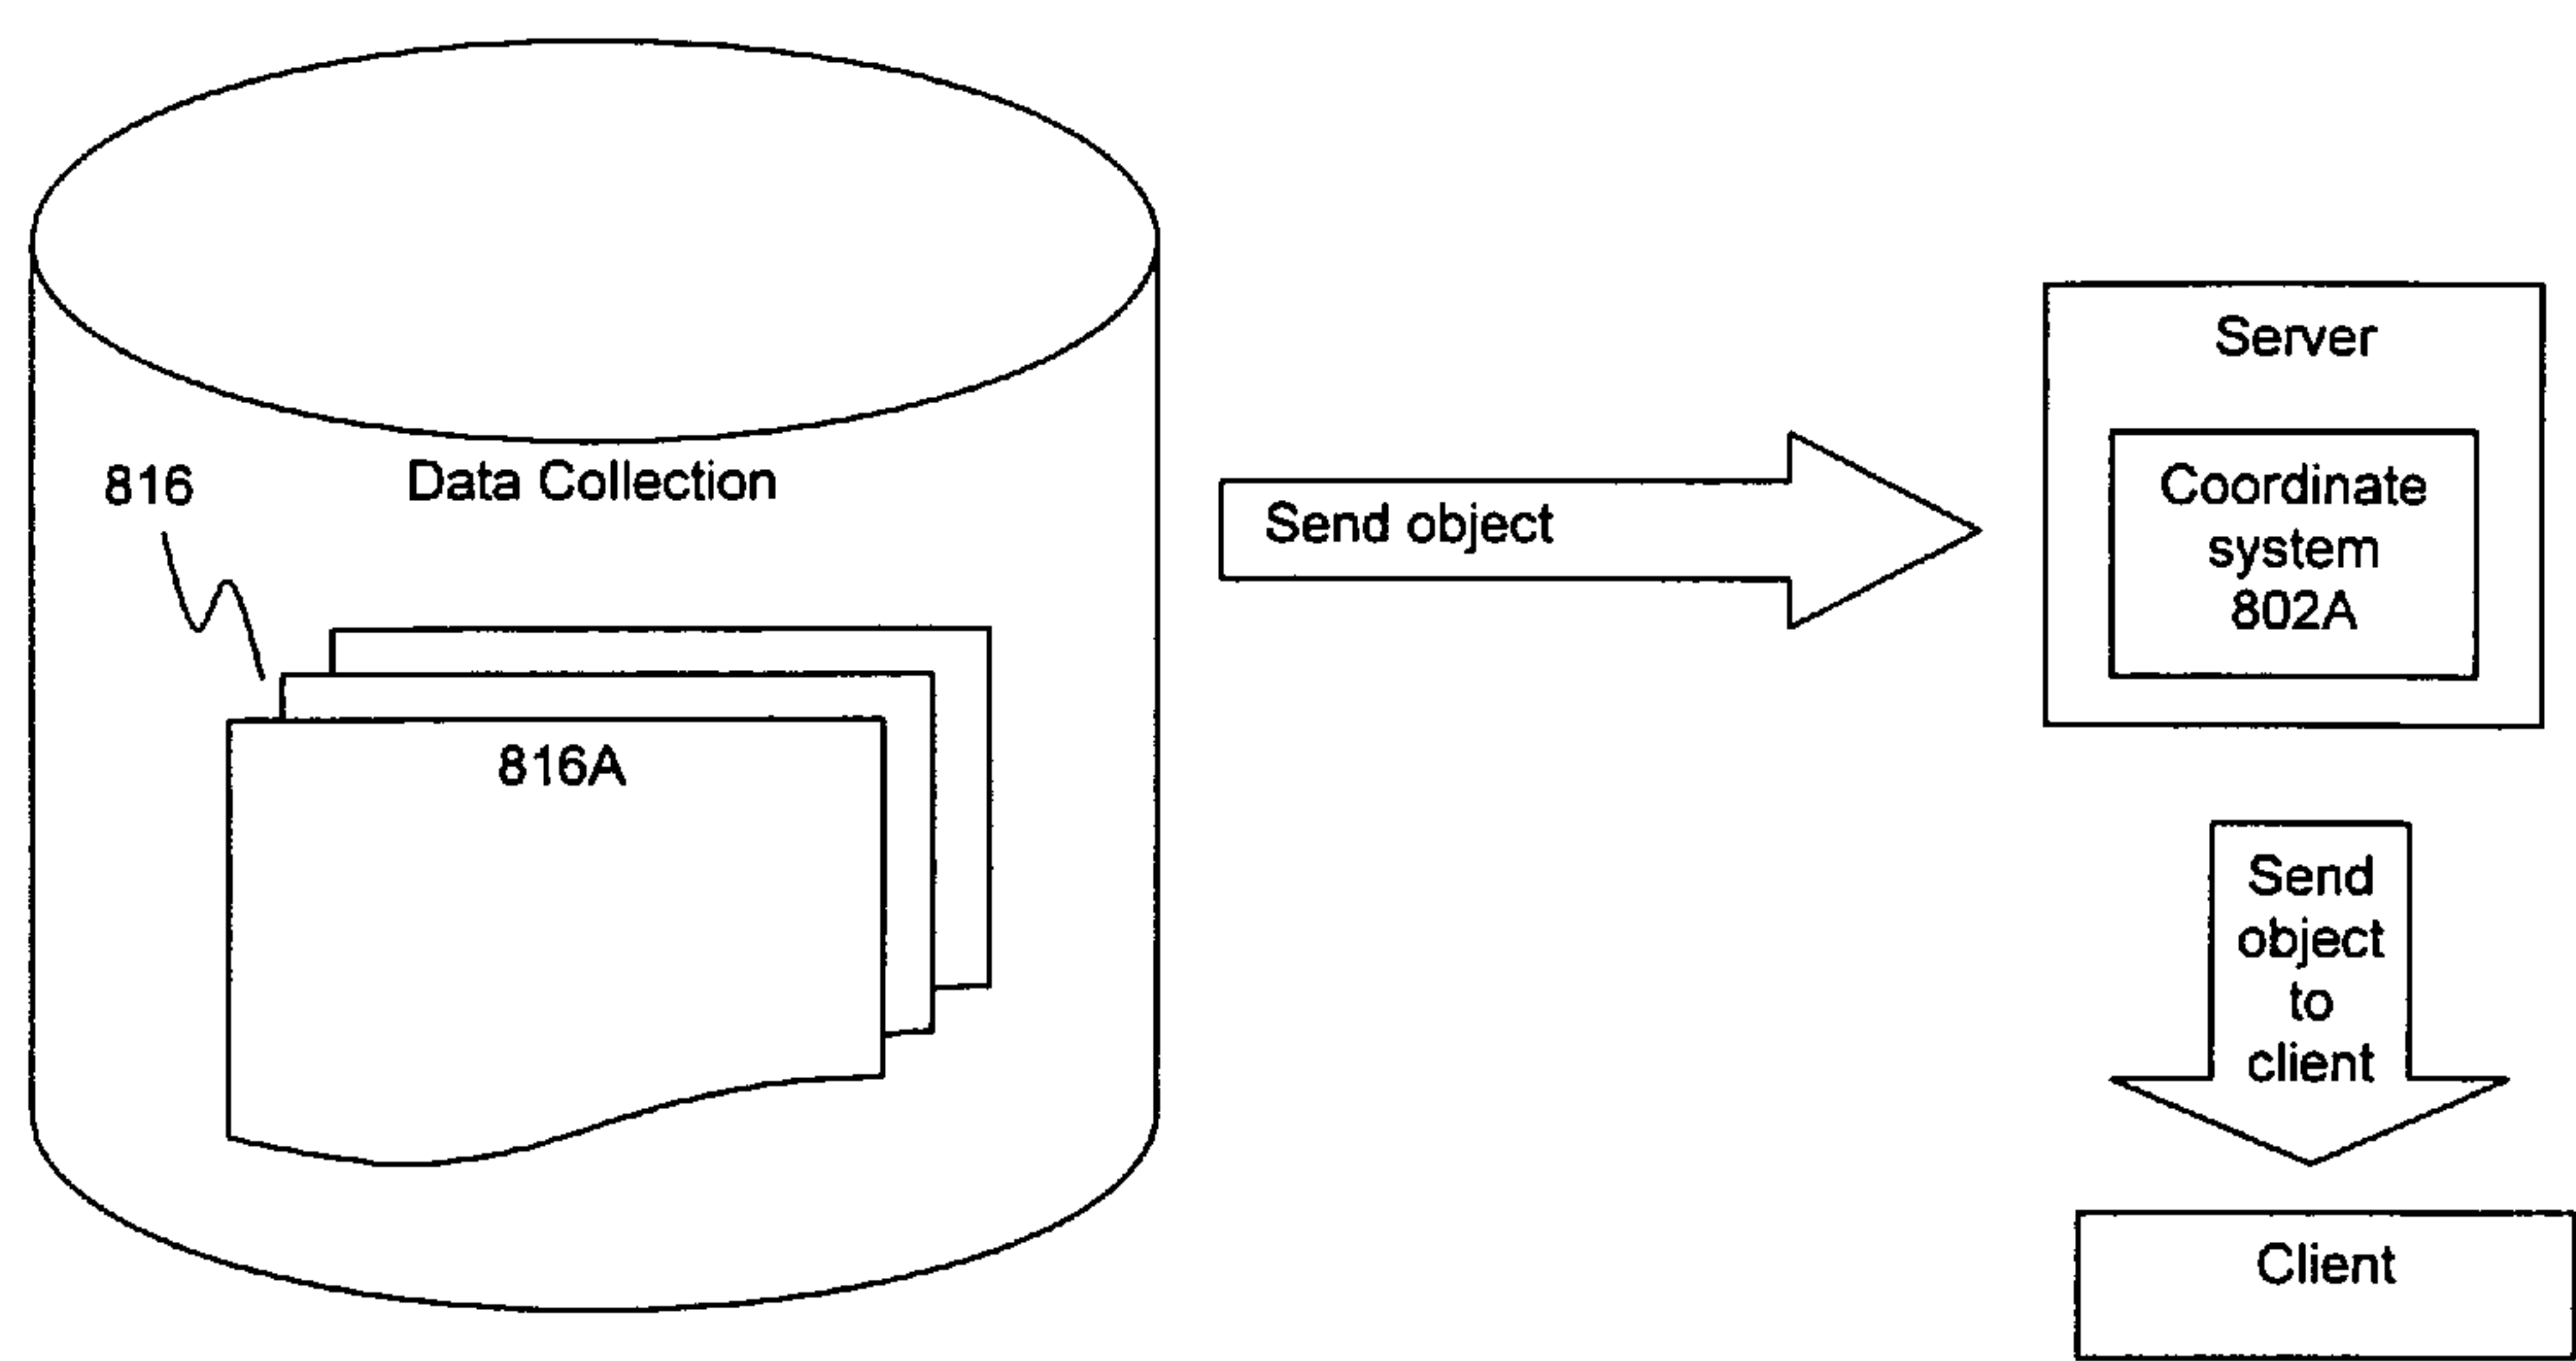 Data Collection
816
816A
Send object
Server
Coordinate
system
802A
Send
object
to
client
Client